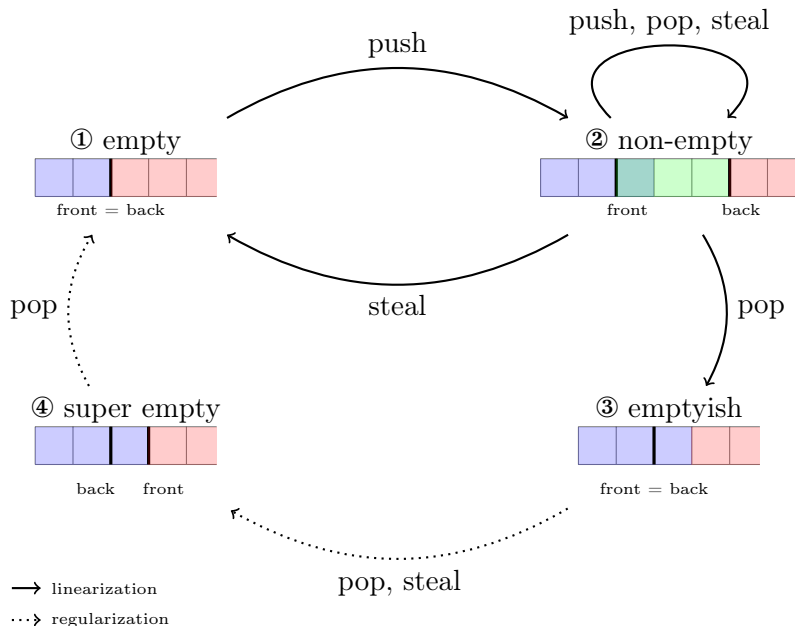 push, pop, steal
push
① empty
② non-empty
front = back
front
back
steal
pop
pop
④ super empty
③ emptyish
back
front
front = back
pop, steal
linearization
regularization